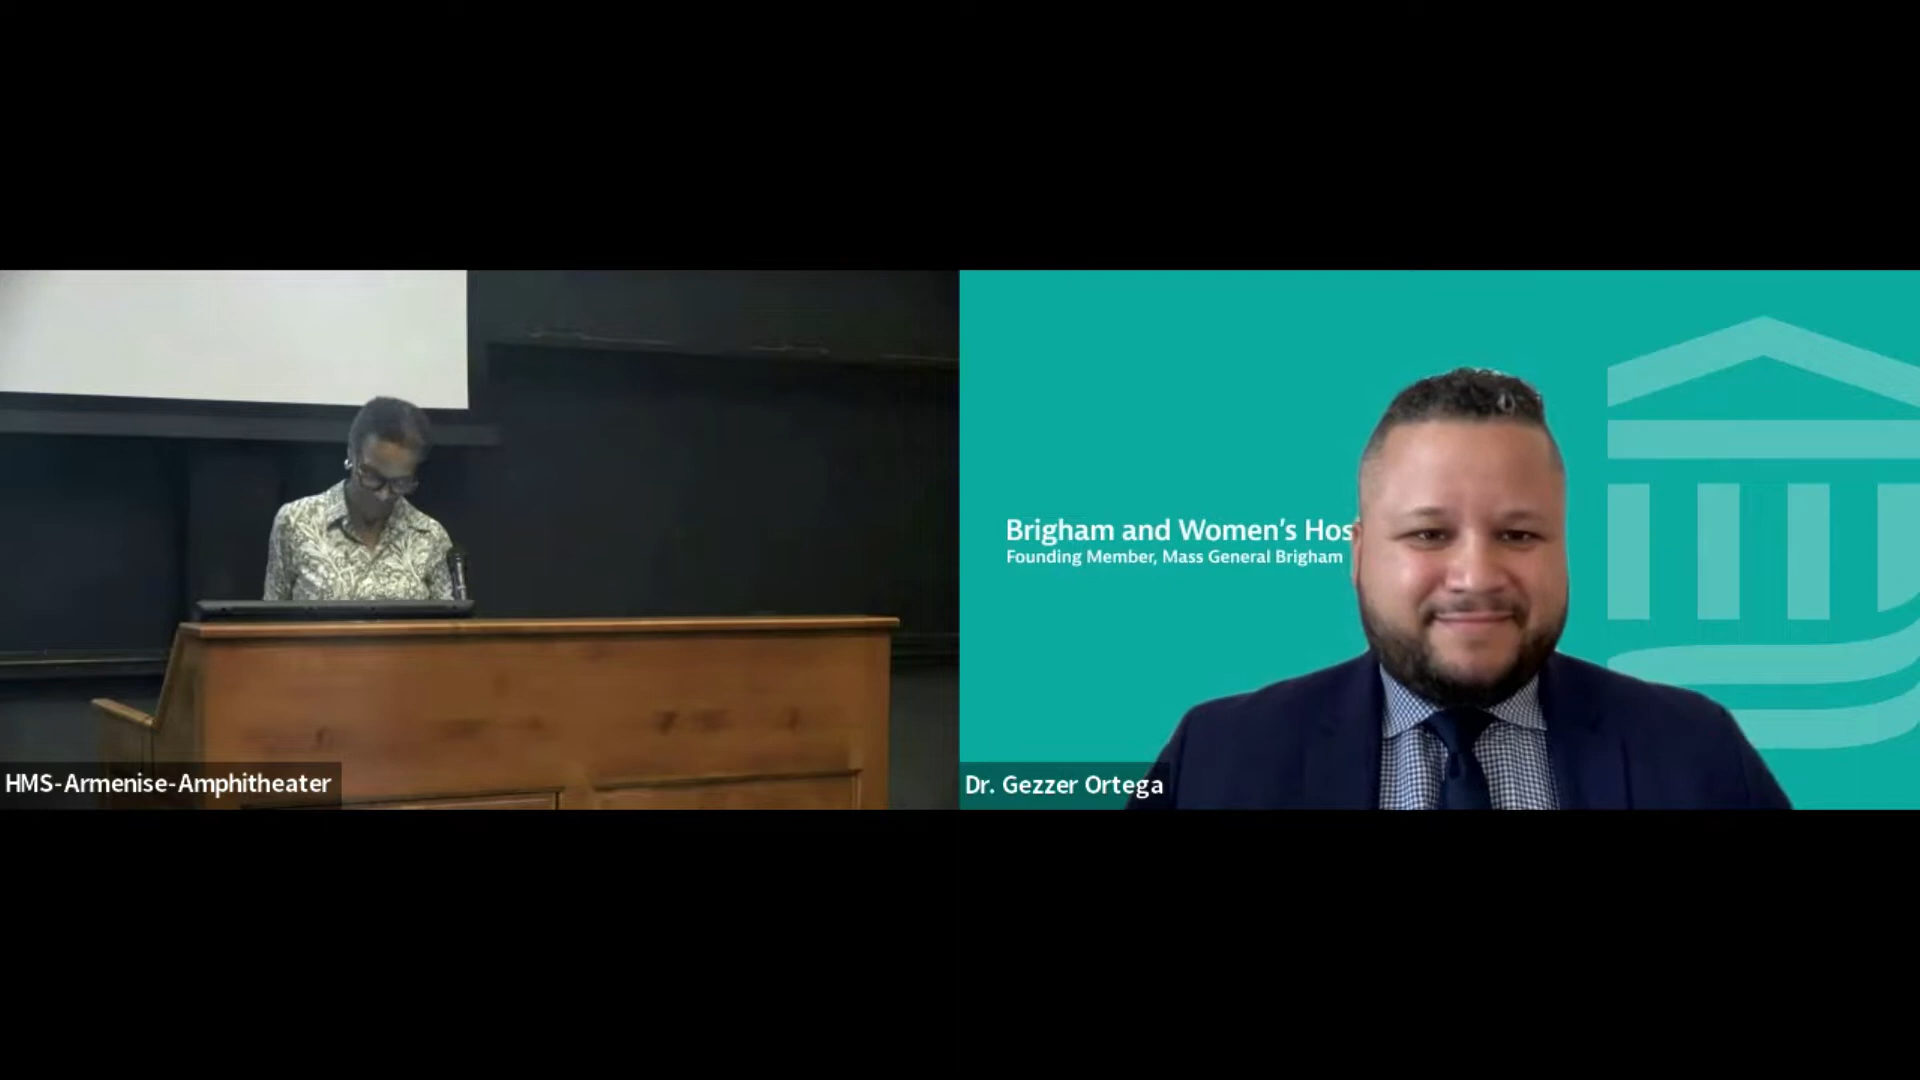 Brigham and Women's Hos
Founding Member, Mass General Brigham
HMS-Armenise-Amphitheater
Dr. Gezzer Ortega